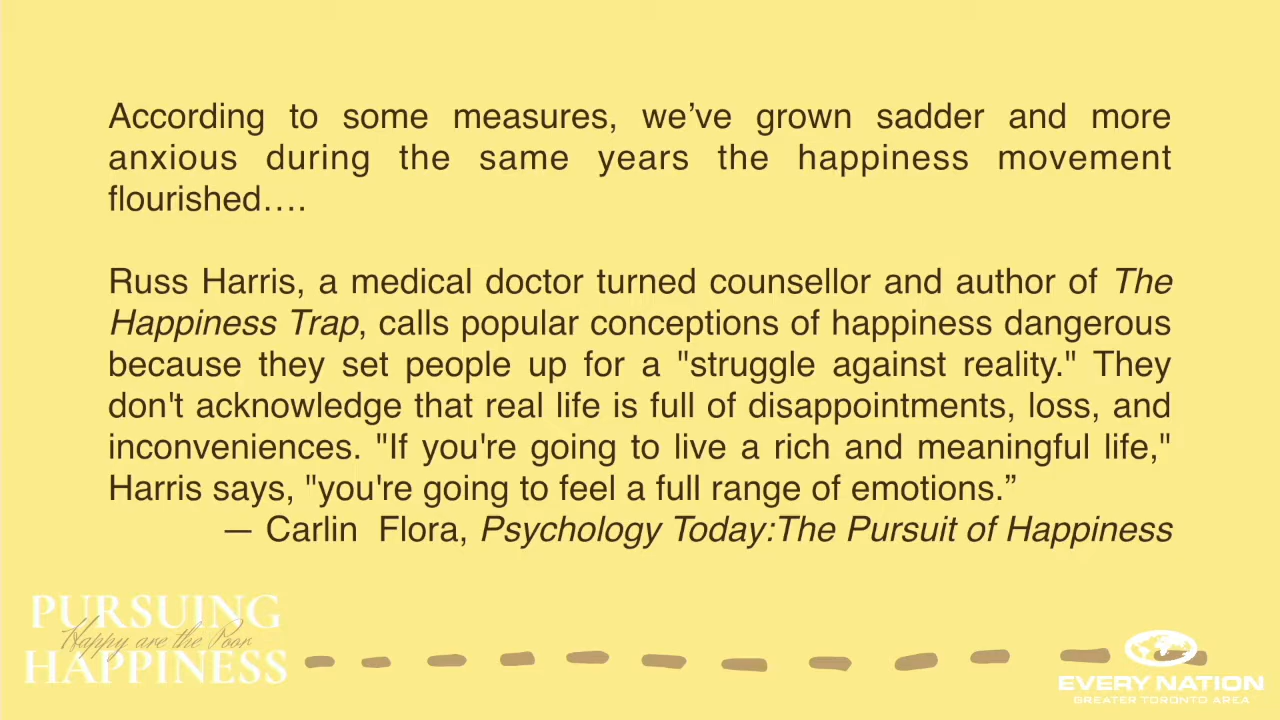 According to some measures, we’ve grown sadder and more
anxious during the same years the happiness movement
flourished….
Russ Harris, a medical doctor turned counsellor and author of The
Happiness Trap, calls popular conceptions of happiness dangerous
because they set people up for a "struggle against reality." They
don't acknowledge that real life is full of disappointments, loss, and
inconveniences. "If you're going to live a rich and meaningful life,"
Harris says, "you're going to feel a full range of emotions.”
— Carlin Flora, Psychology Today:The Pursuit of Happiness
PURSUING
Happy are the Poor
HAPPINESS
EVERY NATION
GREATER TORONTO AREA